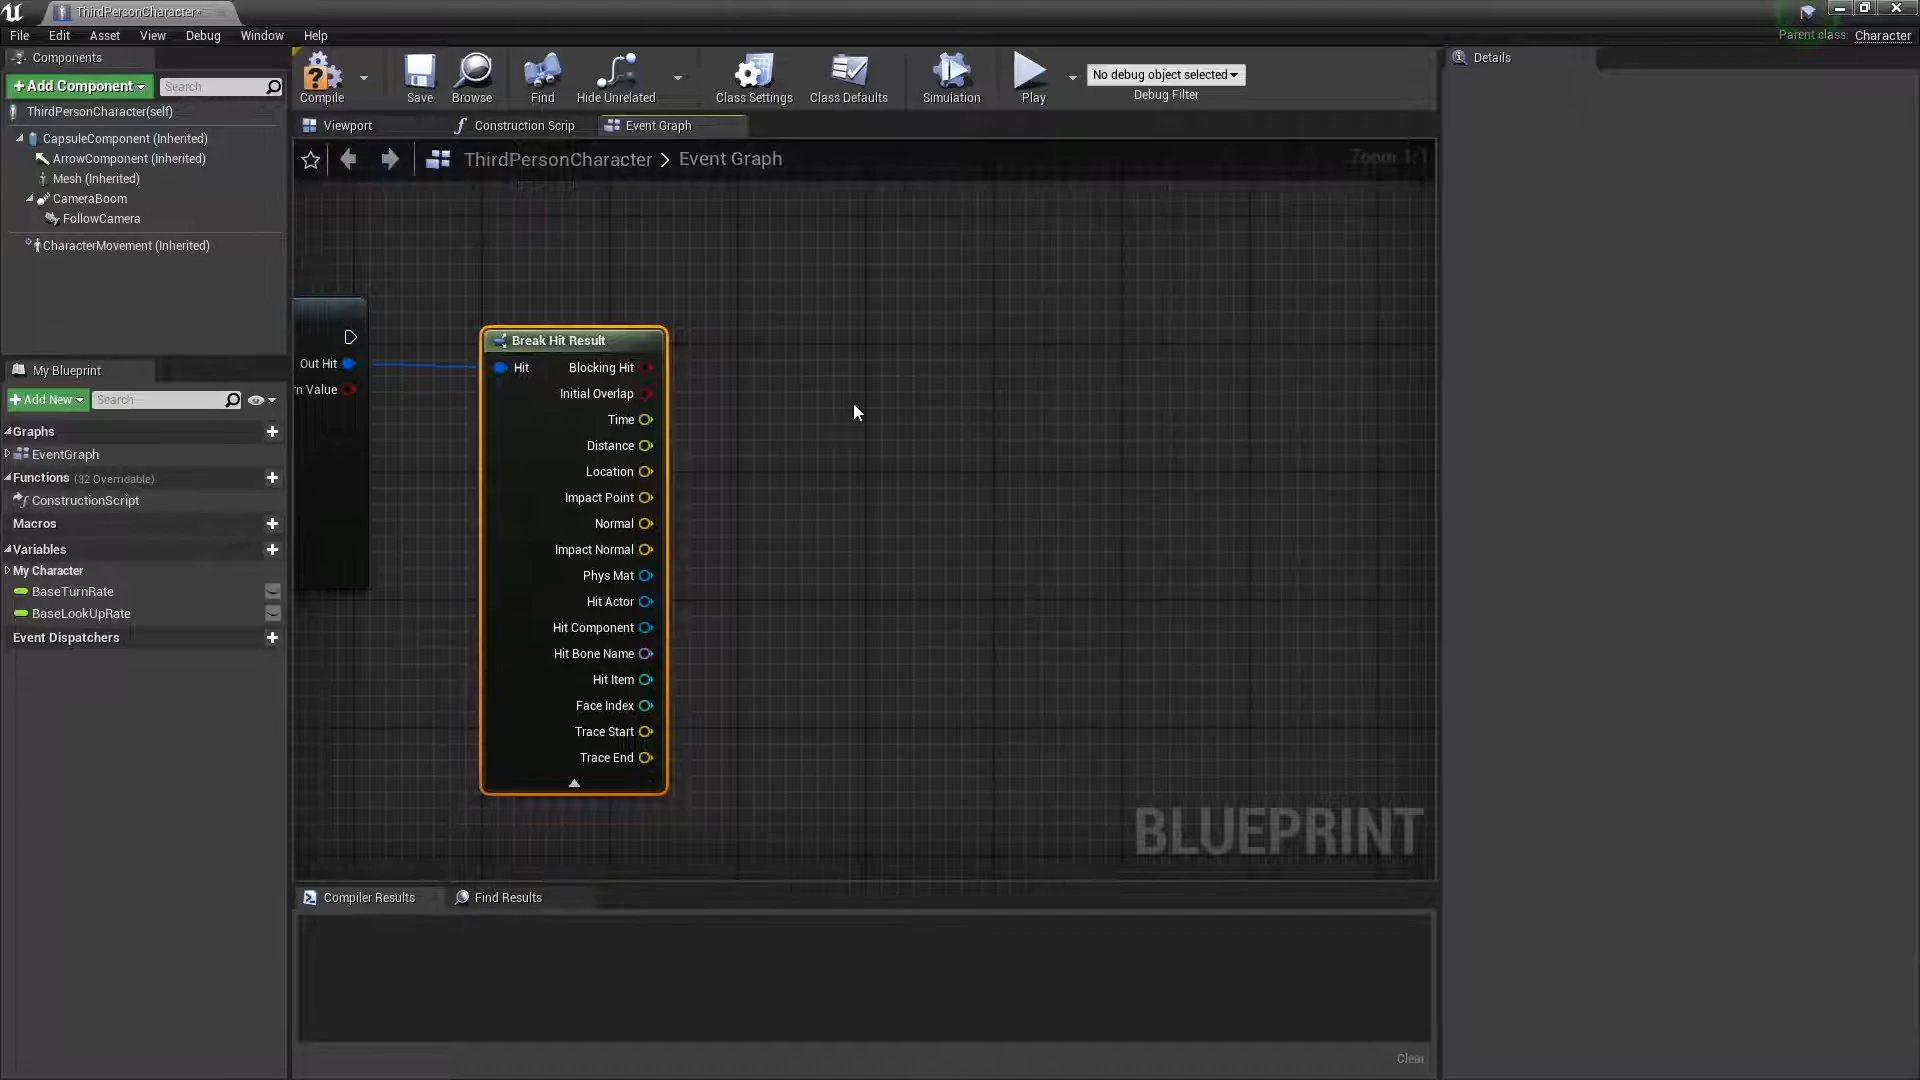 ThirdPersonCharacter*
File Edit Asset View Debug Window Help
Parent class: Character
Components
+Add Component
Search
ThirdPersonCharacter(self)
CapsuleComponent (Inherited)
ArrowComponent (Inherited)
Mesh (Inherited)
CameraBoom
FollowCamera
CharacterMovement (Inherited)
My Blueprint
+Add New
Search
Graphs
EventGraph
Functions (32 Overridable)
ConstructionScript
Macros
Variables
My Character
BaseTurnRate
BaseLookUpRate
Event Dispatchers
Compile
Save
Browse
Find
Hide Unrelated
Class Settings
Class Defaults
Simulation
Play
No debug object selected
Debug Filter
Viewport
Construction Scrip
Event Graph
ThirdPersonCharacter > Event Graph
Zoom 1:1
Out Hit
n Value
Break Hit Result
Hit
Blocking Hit
Initial Overlap
Time
Distance
Location
Impact Point
Normal
Impact Normal
Phys Mat
Hit Actor
Hit Component
Hit Bone Name
Hit Item
Face Index
Trace Start
Trace End
BLUEPRINT
Compiler Results
Find Results
Clear
Details